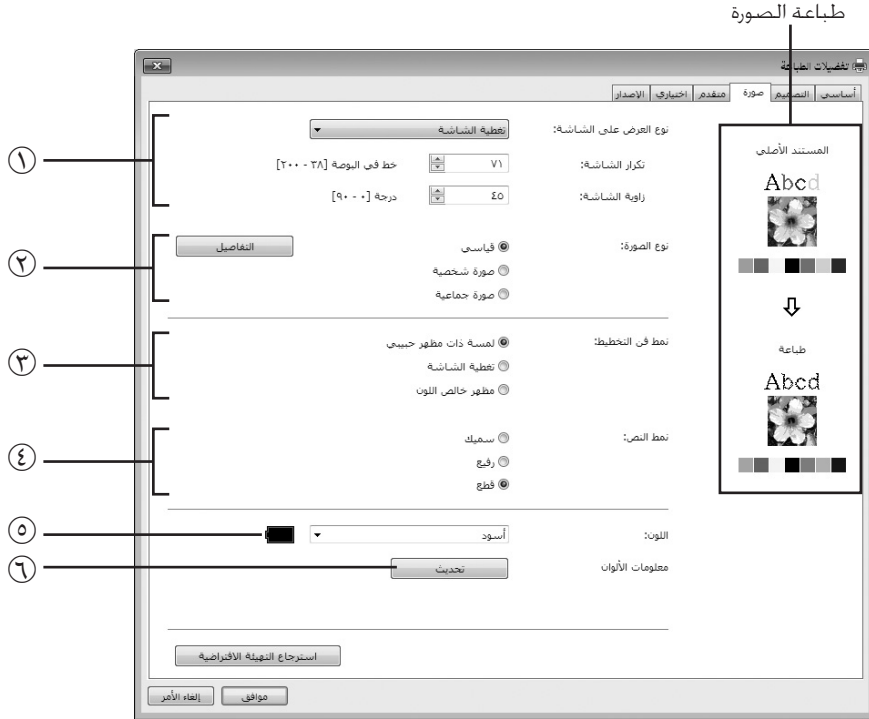 طباعة الصورة
تفضيلات الطباعة
أساسي التصميم صورة متقدم اختياري الإصدار
المستند الأصلي
Abcd
طباعة
Abcd
١
نوع العرض على الشاشة: تغطية الشاشة
تكرار الشاشة: ٧١ خط في البوصة [٣٨ - ٢٠٠]
زاوية الشاشة: ٤٥ درجة [٠ - ٩٠]
٢
نوع الصورة: قياسي التفاصيل
صورة شخصية
صورة جماعية
٣
نمط فن التخطيط: لمسة ذات مظهر حبيبي
تغطية الشاشة
مظهر خالص اللون
٤
نمط النص: سميك
رفيع
قطع
٥
اللون: أسود
٦
معلومات الألوان تحديث
استرجاع التهيئة الافتراضية
موافق إلغاء الأمر